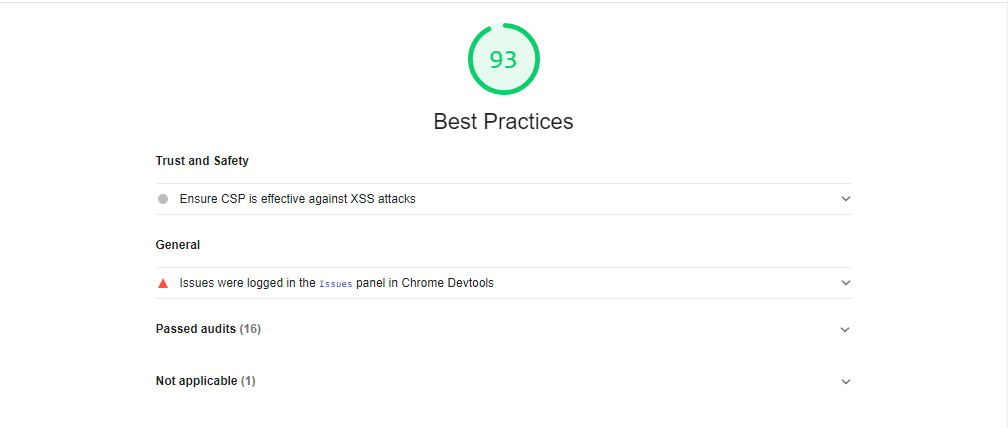 93
Best Practices
Trust and Safety
Ensure CSP is effective against XSS attacks
General
Issues were logged in the Issues panel in Chrome Devtools
Passed audits (16)
Not applicable (1)